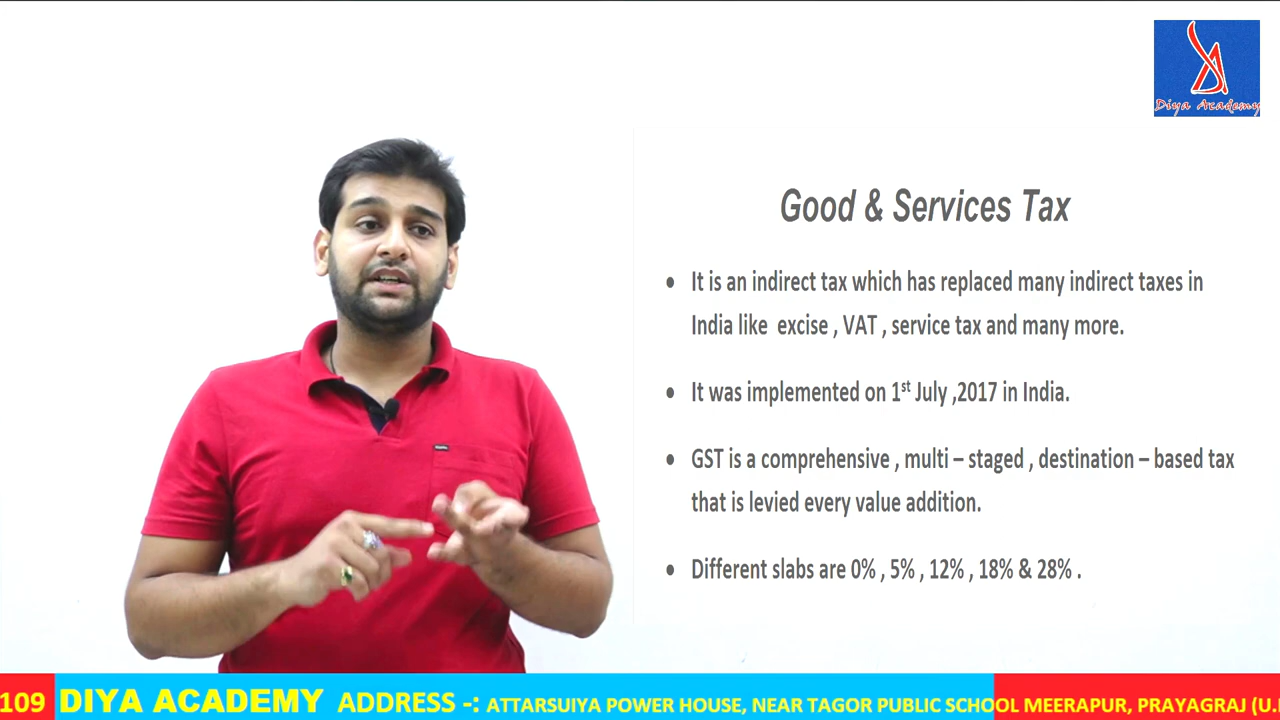 Diya Academy
Good & Services Tax
• It is an indirect tax which has replaced many indirect taxes in
India like excise , VAT , service tax and many more.
• It was implemented on 1st July ,2017 in India.
• GST is a comprehensive , multi – staged , destination – based tax
that is levied every value addition.
• Different slabs are 0% , 5% , 12% , 18% & 28% .
109 DIYA ACADEMY ADDRESS -: ATTARSUIYA POWER HOUSE, NEAR TAGOR PUBLIC SCHOOL MEERAPUR, PRAYAGRAJ (U.